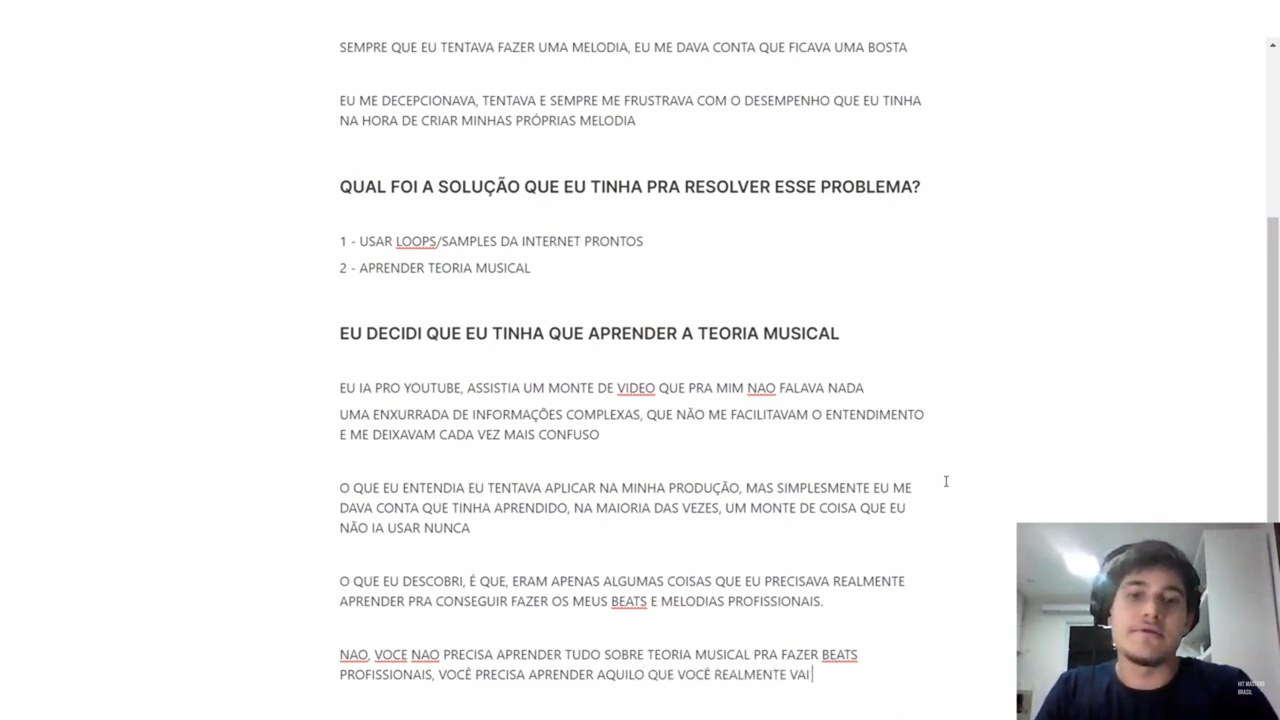 SEMPRE QUE EU TENTAVA FAZER UMA MELODIA, EU ME DAVA CONTA QUE FICAVA UMA BOSTA
EU ME DECEPCIONAVA, TENTAVA E SEMPRE ME FRUSTRAVA COM O DESEMPENHO QUE EU TINHA
NA HORA DE CRIAR MINHAS PRÓPRIAS MELODIA
QUAL FOI A SOLUÇÃO QUE EU TINHA PRA RESOLVER ESSE PROBLEMA?
1 - USAR LOOPS/SAMPLES DA INTERNET PRONTOS
2 - APRENDER TEORIA MUSICAL
EU DECIDI QUE EU TINHA QUE APRENDER A TEORIA MUSICAL
EU IA PRO YOUTUBE, ASSISTIA UM MONTE DE VIDEO QUE PRA MIM NAO FALAVA NADA
UMA ENXURRADA DE INFORMAÇÕES COMPLEXAS, QUE NÃO ME FACILITAVAM O ENTENDIMENTO
E ME DEIXAVAM CADA VEZ MAIS CONFUSO
O QUE EU ENTENDIA EU TENTAVA APLICAR NA MINHA PRODUÇÃO, MAS SIMPLESMENTE EU ME
DAVA CONTA QUE TINHA APRENDIDO, NA MAIORIA DAS VEZES, UM MONTE DE COISA QUE EU
NÃO IA USAR NUNCA
O QUE EU DESCOBRI, É QUE, ERAM APENAS ALGUMAS COISAS QUE EU PRECISAVA REALMENTE
APRENDER PRA CONSEGUIR FAZER OS MEUS BEATS E MELODIAS PROFISSIONAIS.
NAO, VOCE NAO PRECISA APRENDER TUDO SOBRE TEORIA MUSICAL PRA FAZER BEATS
PROFISSIONAIS, VOCÊ PRECISA APRENDER AQUILO QUE VOCÊ REALMENTE VAI
HIT MASTERS
BRASIL